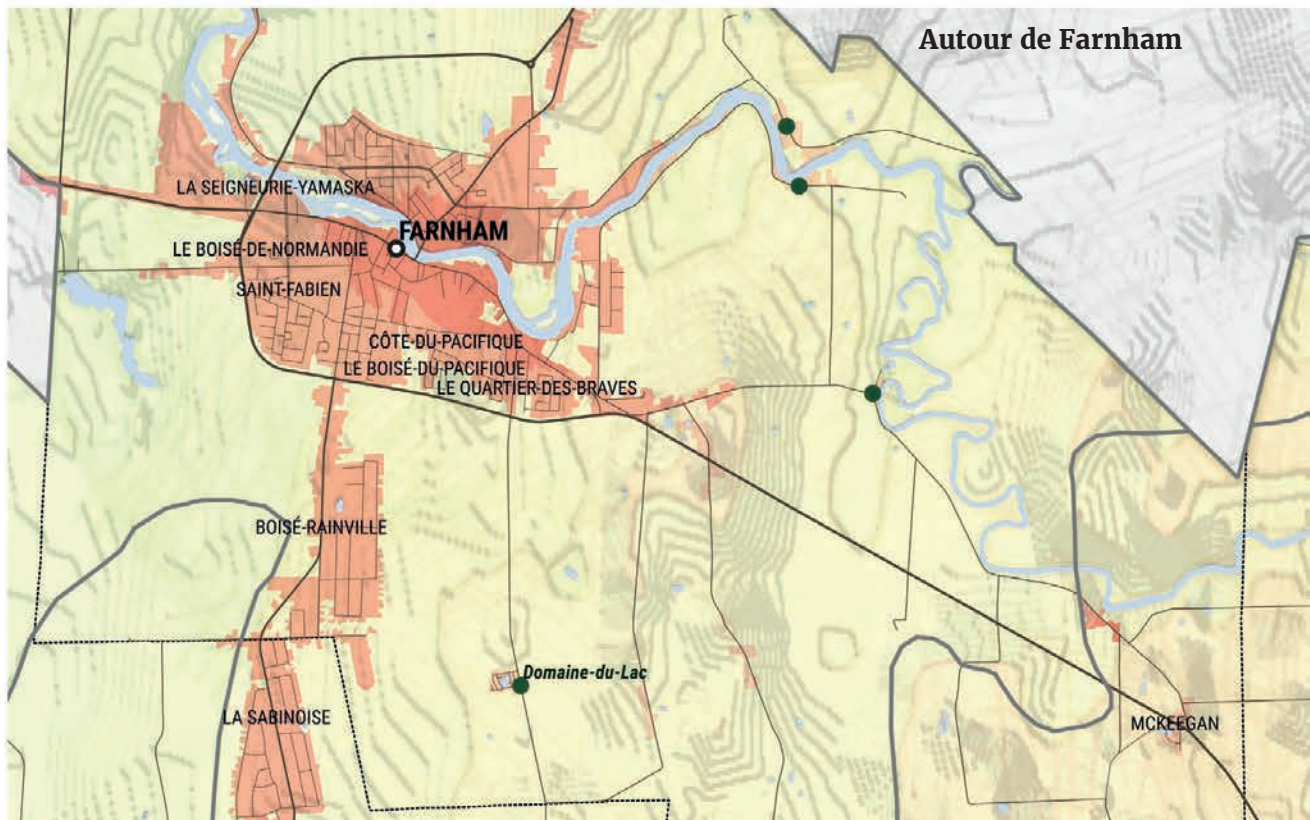 Autour de Farnham
LA SEIGNEURIE-YAMASKA
FARNHAM
LE BOISÉ-DE-NORMANDIE
SAINT-FABIEN
CÔTE-DU-PACIFIQUE
LE BOISÉ-DU-PACIFIQUE
LE QUARTIER-DES-BRAVES
BOISÉ-RAINVILLE
Domaine-du-Lac
LA SABINOISE
MCKEEGAN